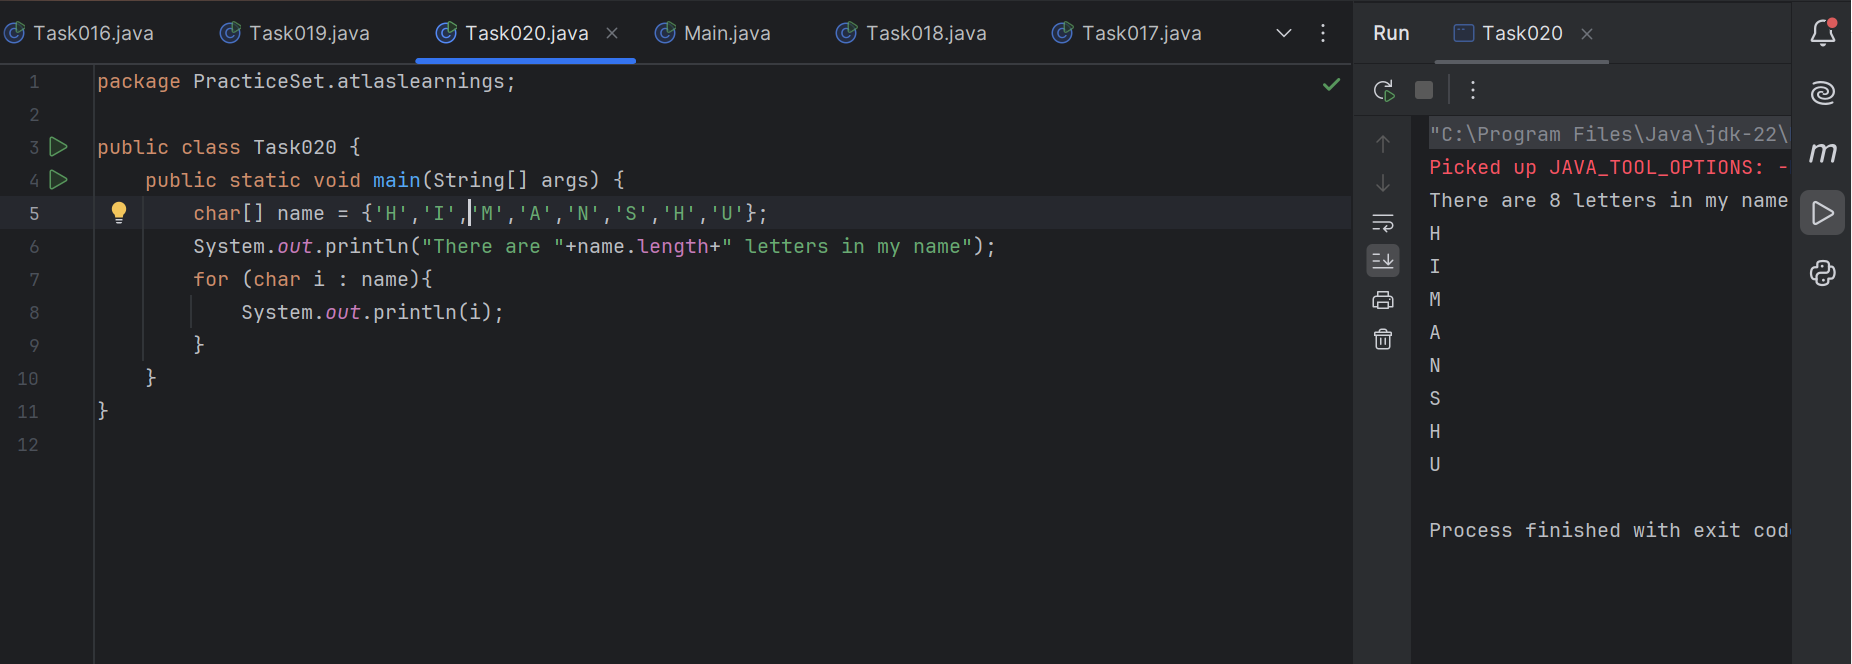 Task016.java Task019.java Task020.java Main.java Task018.java Task017.java
1 package PracticeSet.atlaslearnings;
2
3 public class Task020 {
4     public static void main(String[] args) {
5         char[] name = {'H','I','M','A','N','S','H','U'};
6         System.out.println("There are "+name.length+" letters in my name");
7         for (char i : name){
8             System.out.println(i);
9         }
10     }
11 }
12
Run Task020
"C:\Program Files\Java\jdk-22\
Picked up JAVA_TOOL_OPTIONS: -
There are 8 letters in my name
H
I
M
A
N
S
H
U
Process finished with exit cod
m